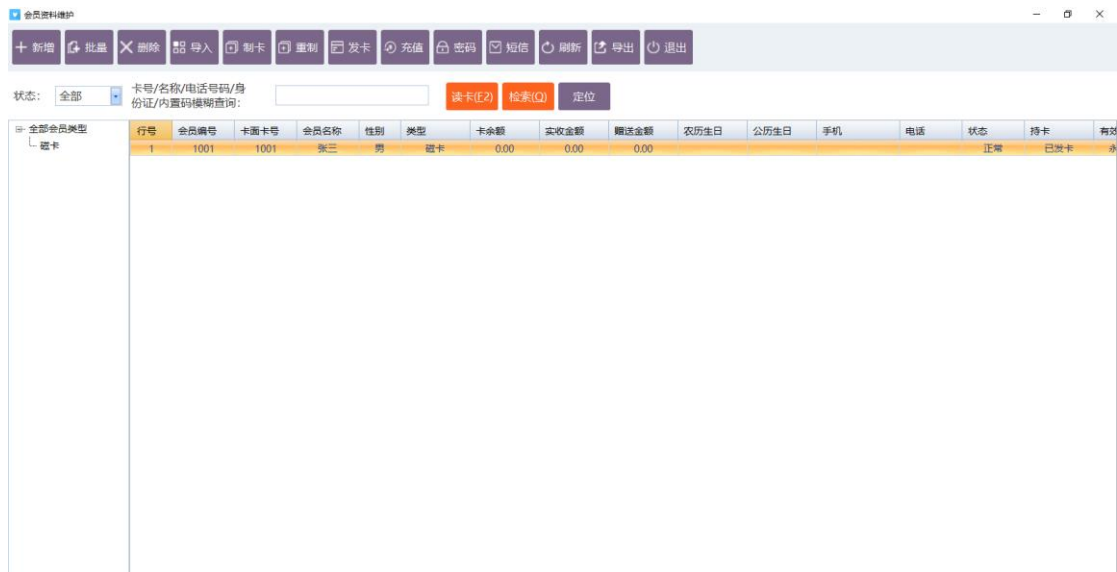 会员资料维护
新增 批量 删除 导入 制卡 重制 发卡 充值 密码 短信 刷新 导出 退出
状态： 全部 卡号/名称/电话号码/身
份证/内置码模糊查询： 读卡(F2) 检索(Q) 定位
全部会员类型 行号 会员编号 卡面卡号 会员名称 性别 类型 卡余额 实收金额 赠送金额 农历生日 公历生日 手机 电话 状态 持卡 有效
磁卡 1 1001 1001 张三 男 磁卡 0.00 0.00 0.00 正常 已发卡 永